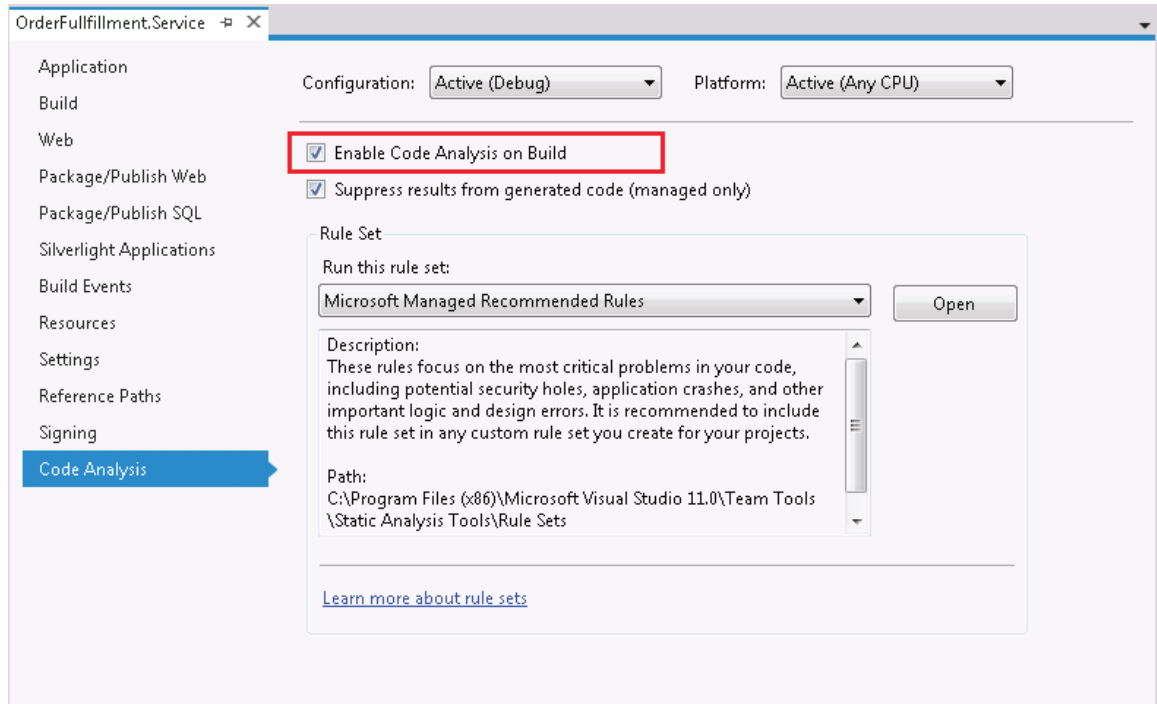 OrderFullfillment.Service
Application
Build
Web
Package/Publish Web
Package/Publish SQL
Silverlight Applications
Build Events
Resources
Settings
Reference Paths
Signing
Code Analysis
Configuration: Active (Debug) Platform: Active (Any CPU)
Enable Code Analysis on Build
Suppress results from generated code (managed only)
Rule Set
Run this rule set:
Microsoft Managed Recommended Rules Open
Description:
These rules focus on the most critical problems in your code,
including potential security holes, application crashes, and other
important logic and design errors. It is recommended to include
this rule set in any custom rule set you create for your projects.
Path:
C:\Program Files (x86)\Microsoft Visual Studio 11.0\Team Tools
\Static Analysis Tools\Rule Sets
Learn more about rule sets